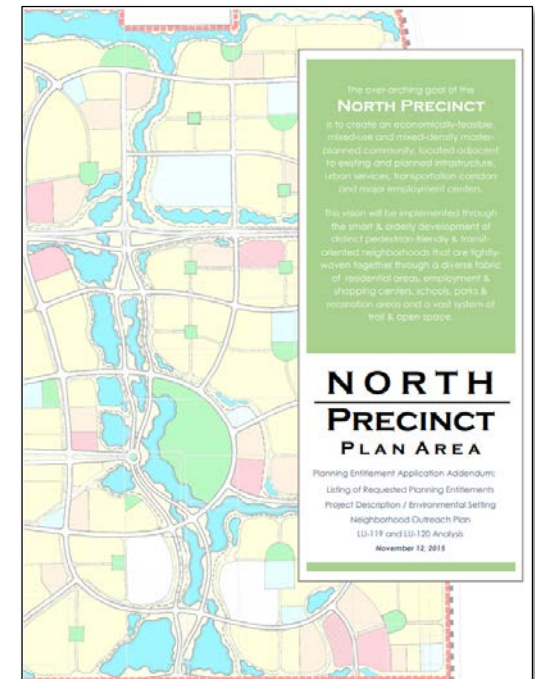 The over arching goal of the
NORTH PRECINCT
is to create an economically-feasible,
mixed-use and mixed-density master-
planned community, located adjacent
to existing and planned infrastructure,
urban services, transportation corridors
and major employment centers.
This vision will be implemented through
the smart & orderly development of
distinct pedestrian-friendly & transit-
oriented neighborhoods that are tightly-
woven together through a diverse fabric
of residential areas, employment &
shopping centers, schools, parks &
recreation areas and a vast system of
trail & open space.
NORTH
PRECINCT
PLAN AREA
Planning Entitlement Application Addendum:
Listing of Requested Planning Entitlements
Project Description / Environmental Setting
Neighborhood Outreach Plan
LU-119 and LU-120 Analysis
November 12, 2015